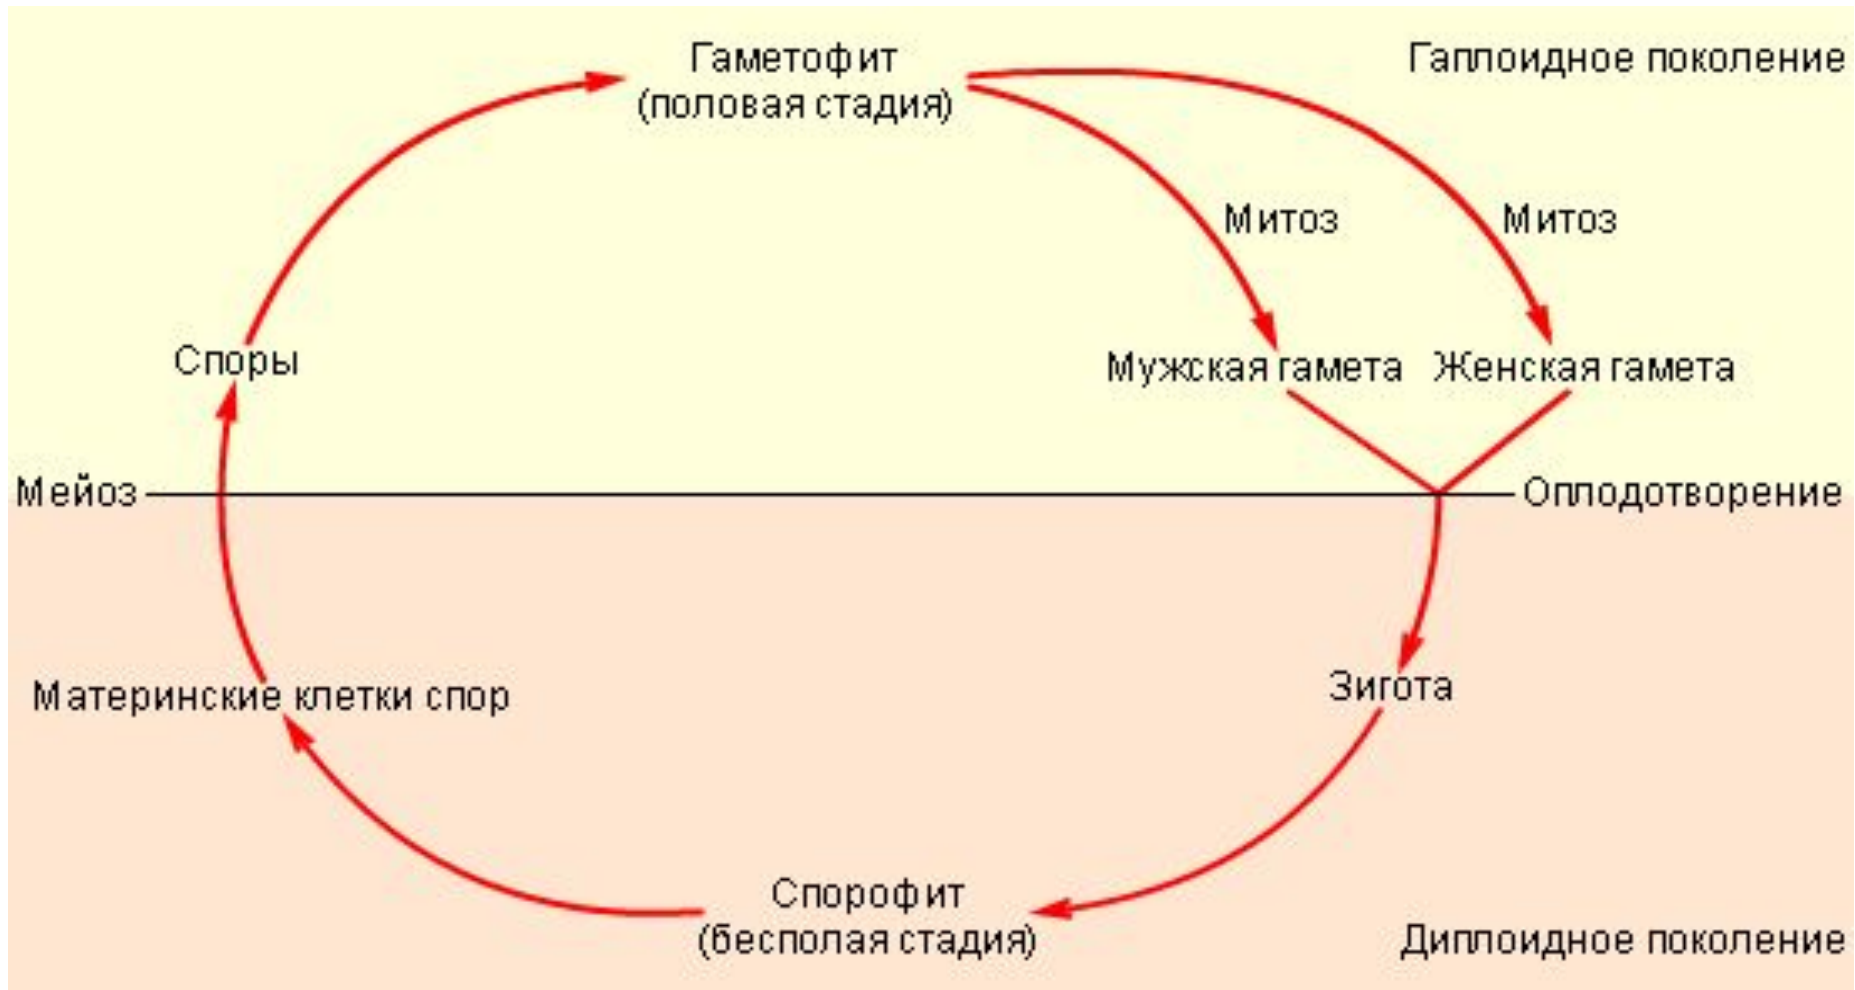 Гаметофит
(половая стадия)
Гаплоидное поколение
Митоз
Митоз
Споры
Мужская гамета
Женская гамета
Мейоз
Оплодотворение
Зигота
Материнские клетки спор
Спорофит
(бесполая стадия)
Диплоидное поколение